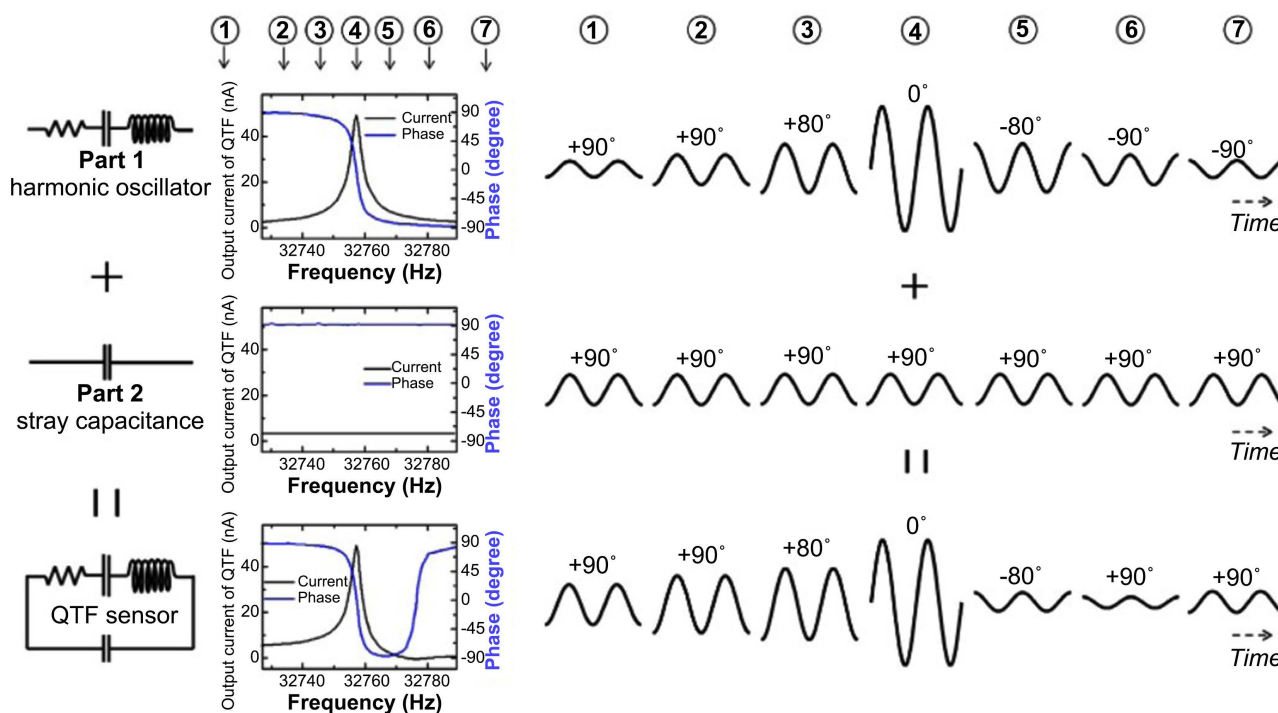 ① ② ③ ④ ⑤ ⑥ ⑦ ① ② ③ ④ ⑤ ⑥ ⑦
Part 1
harmonic oscillator
Output current of QTF (nA)
40
20
0
Current
Phase
90
45
0
-45
-90
Phase (degree)
32740 32760 32780
Frequency (Hz)
+90° +90° +80° 0° -80° -90° -90°
Time
+ +
Part 2
stray capacitance
Output current of QTF (nA)
40
20
0
Current
Phase
90
45
0
-45
-90
Phase (degree)
32740 32760 32780
Frequency (Hz)
+90° +90° +90° +90° +90° +90° +90°
Time
= =
QTF sensor
Output current of QTF (nA)
40
20
0
Current
Phase
90
45
0
-45
-90
Phase (degree)
32740 32760 32780
Frequency (Hz)
+90° +90° +80° 0° -80° +90° +90°
Time